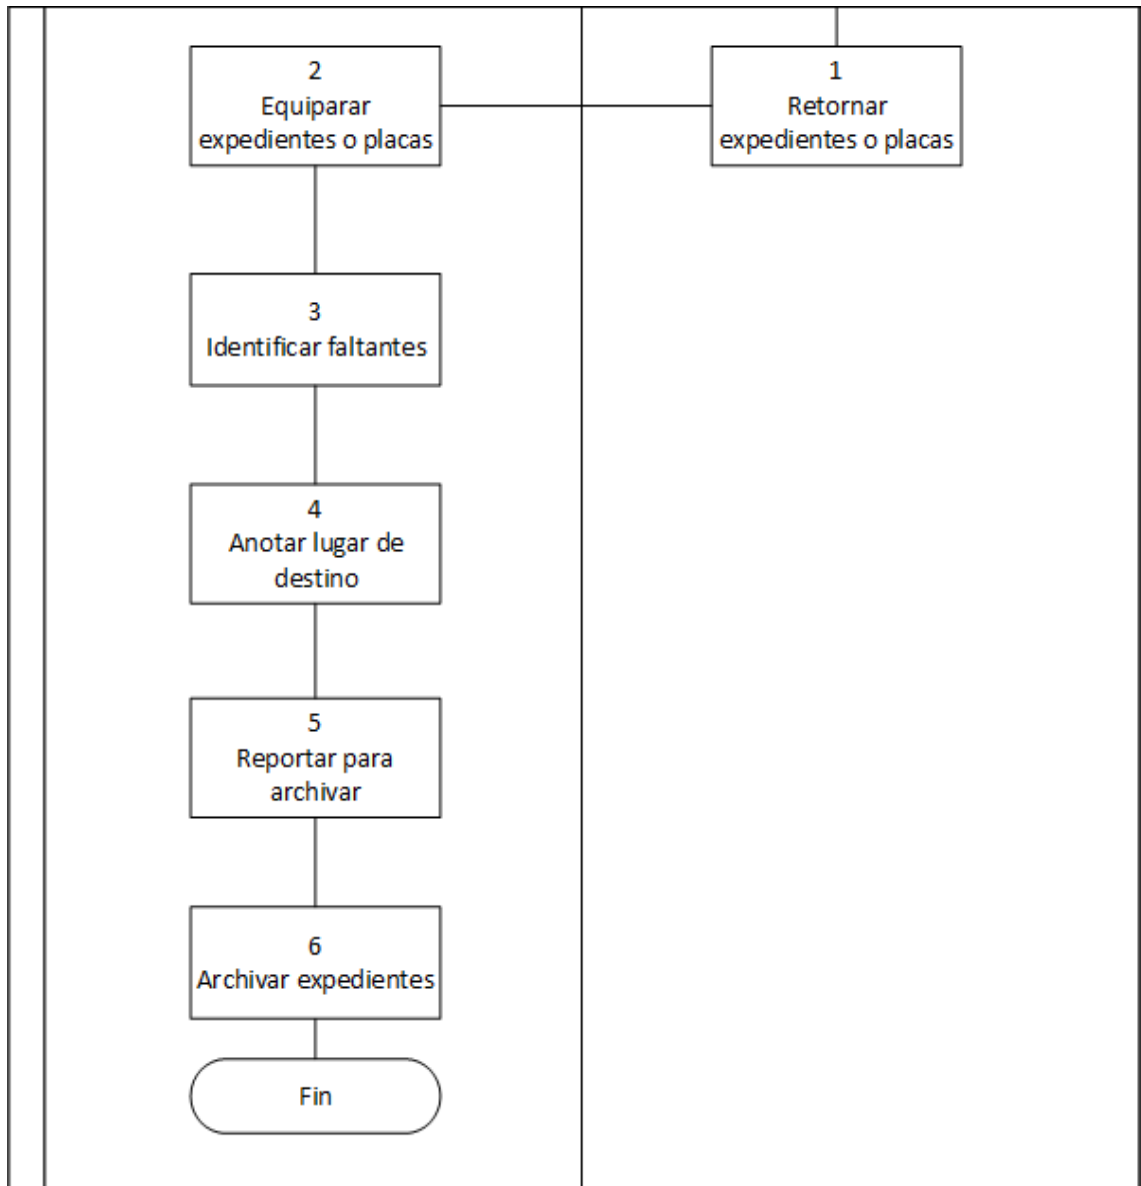 2
Equiparar
expedientes o placas
1
Retornar
expedientes o placas
3
Identificar faltantes
4
Anotar lugar de
destino
5
Reportar para
archivar
6
Archivar expedientes
Fin